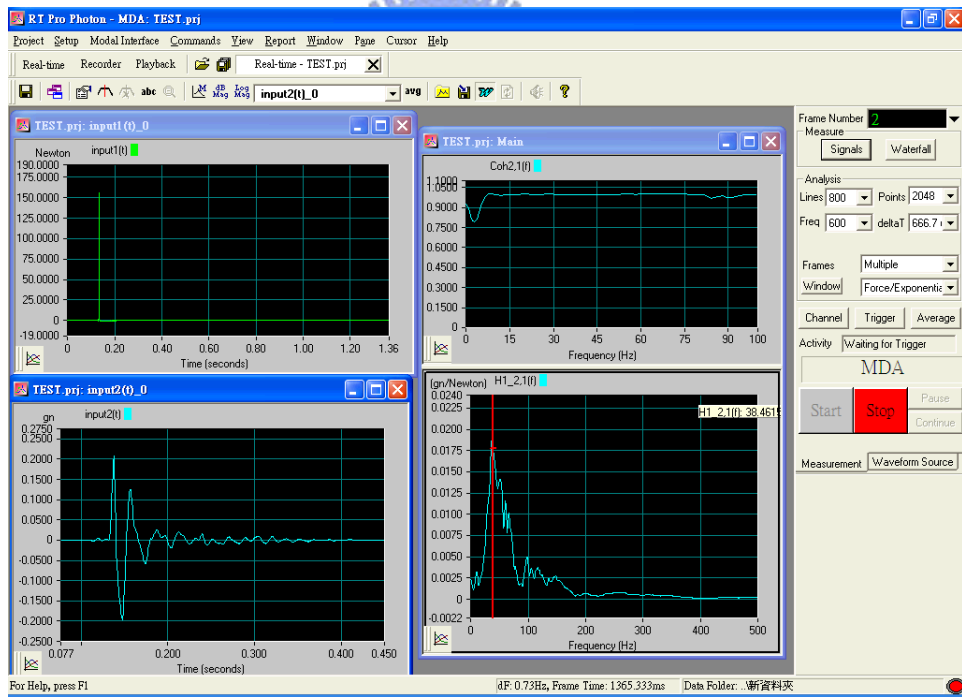 RT Pro Photon - MDA: TEST.prj
Project Setup Modal Interface Commands View Report Window Pane Cursor Help
Real-time Recorder Playback Real-time - TEST.prj
abc dB Mag Log Mag input2(t)_0 avg
TEST.prj: input1(t)_0
Newton input1(t)
190.0000
175.0000
150.0000
125.0000
100.0000
75.0000
50.0000
25.0000
0
-19.0000
0 0.20 0.40 0.60 0.80 1.00 1.20 1.36
Time (seconds)
TEST.prj: input2(t)_0
gn input2(t)
0.2750
0.2500
0.1500
0.1000
0.0500
0
-0.0500
-0.1000
-0.1500
-0.2000
-0.2500
0.077 0.200 0.300 0.400 0.450
Time (seconds)
TEST.prj: Main
Coh2,1(f)
1.1000
1.0500
0.9000
0.7500
0.6000
0.4500
0.3000
0.1500
0
0 15 30 45 60 75 90 100
Frequency (Hz)
(gn/Newton) H1_2,1(f)
0.0240
0.0225
0.0200
0.0175
0.0150
0.0125
0.0100
0.0075
0.0050
0.0025
0
-0.0022
H1_2,1(f): 38.4615
0 100 200 300 400 500
Frequency (Hz)
Frame Number 2
Measure
Signals Waterfall
Analysis
Lines 800 Points 2048
Freq 600 deltaT 666.7
Frames Multiple
Window Force/Exponentia
Channel Trigger Average
Activity Waiting for Trigger
MDA
Start Stop Pause
Continue
Measurement Waveform Source
For Help, press F1 dF: 0.73Hz, Frame Time: 1365.333ms Data Folder: ..\新資料夾